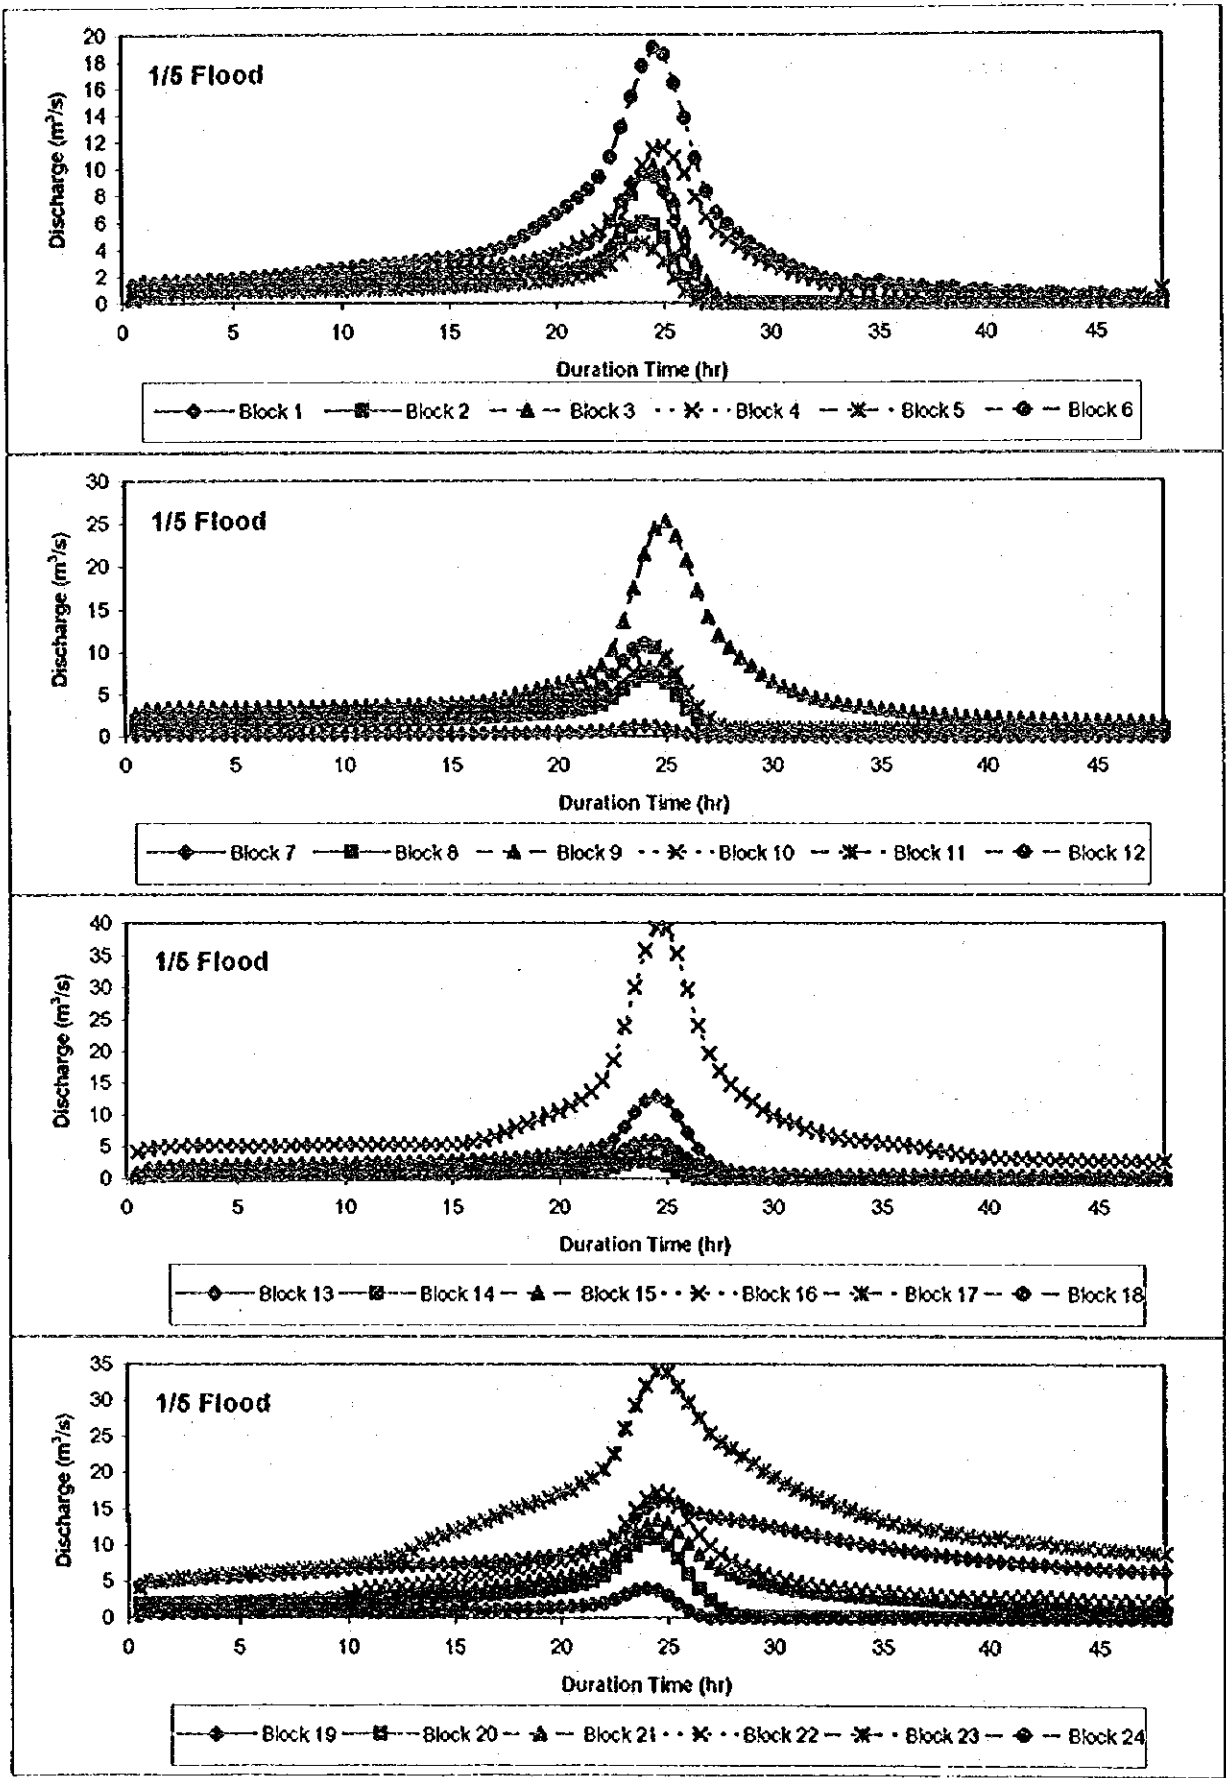 1/5 Flood
Discharge (m³/s)
20
18
16
14
12
10
8
6
4
2
0
0 5 10 15 20 25 30 35 40 45
Duration Time (hr)
Block 1 Block 2 Block 3 Block 4 Block 5 Block 6
1/5 Flood
Discharge (m³/s)
30
25
20
15
10
5
0
0 5 10 15 20 25 30 35 40 45
Duration Time (hr)
Block 7 Block 8 Block 9 Block 10 Block 11 Block 12
1/5 Flood
Discharge (m³/s)
40
35
30
25
20
15
10
5
0
0 5 10 15 20 25 30 35 40 45
Duration Time (hr)
Block 13 Block 14 Block 15 Block 16 Block 17 Block 18
1/5 Flood
Discharge (m³/s)
35
30
25
20
15
10
5
0
0 5 10 15 20 25 30 35 40 45
Duration Time (hr)
Block 19 Block 20 Block 21 Block 22 Block 23 Block 24